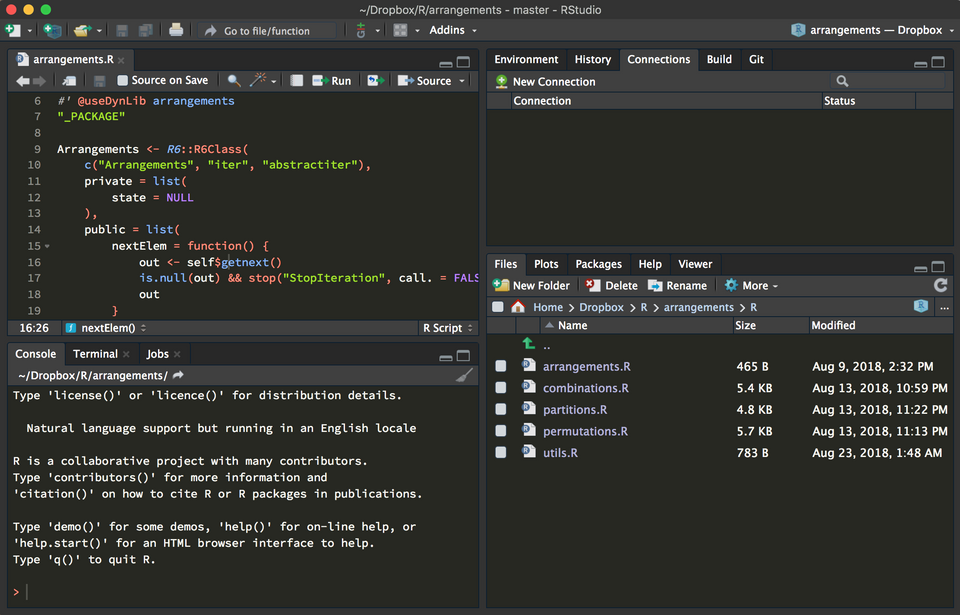 ~/Dropbox/R/arrangements - master - RStudio
Go to file/function
Addins
arrangements — Dropbox
arrangements.R
Source on Save
Run
Source
6 #' @useDynLib arrangements
7 "_PACKAGE"
8
9 Arrangements <- R6::R6Class(
10 c("Arrangements", "iter", "abstractiter"),
11 private = list(
12 state = NULL
13 ),
14 public = list(
15 nextElem = function() {
16 out <- self$getnext()
17 is.null(out) && stop("StopIteration", call. = FALS
18 out
19 }
16:26 nextElem() R Script
Console Terminal Jobs
~/Dropbox/R/arrangements/
Type 'license()' or 'licence()' for distribution details.
Natural language support but running in an English locale
R is a collaborative project with many contributors.
Type 'contributors()' for more information and
'citation()' on how to cite R or R packages in publications.
Type 'demo()' for some demos, 'help()' for on-line help, or
'help.start()' for an HTML browser interface to help.
Type 'q()' to quit R.
>
Environment History Connections Build Git
New Connection
Connection Status
Files Plots Packages Help Viewer
New Folder Delete Rename More
Home > Dropbox > R > arrangements > R ...
Name Size Modified
..
arrangements.R 465 B Aug 9, 2018, 2:32 PM
combinations.R 5.4 KB Aug 13, 2018, 10:59 PM
partitions.R 4.8 KB Aug 13, 2018, 11:22 PM
permutations.R 5.7 KB Aug 13, 2018, 11:13 PM
utils.R 783 B Aug 23, 2018, 1:48 AM